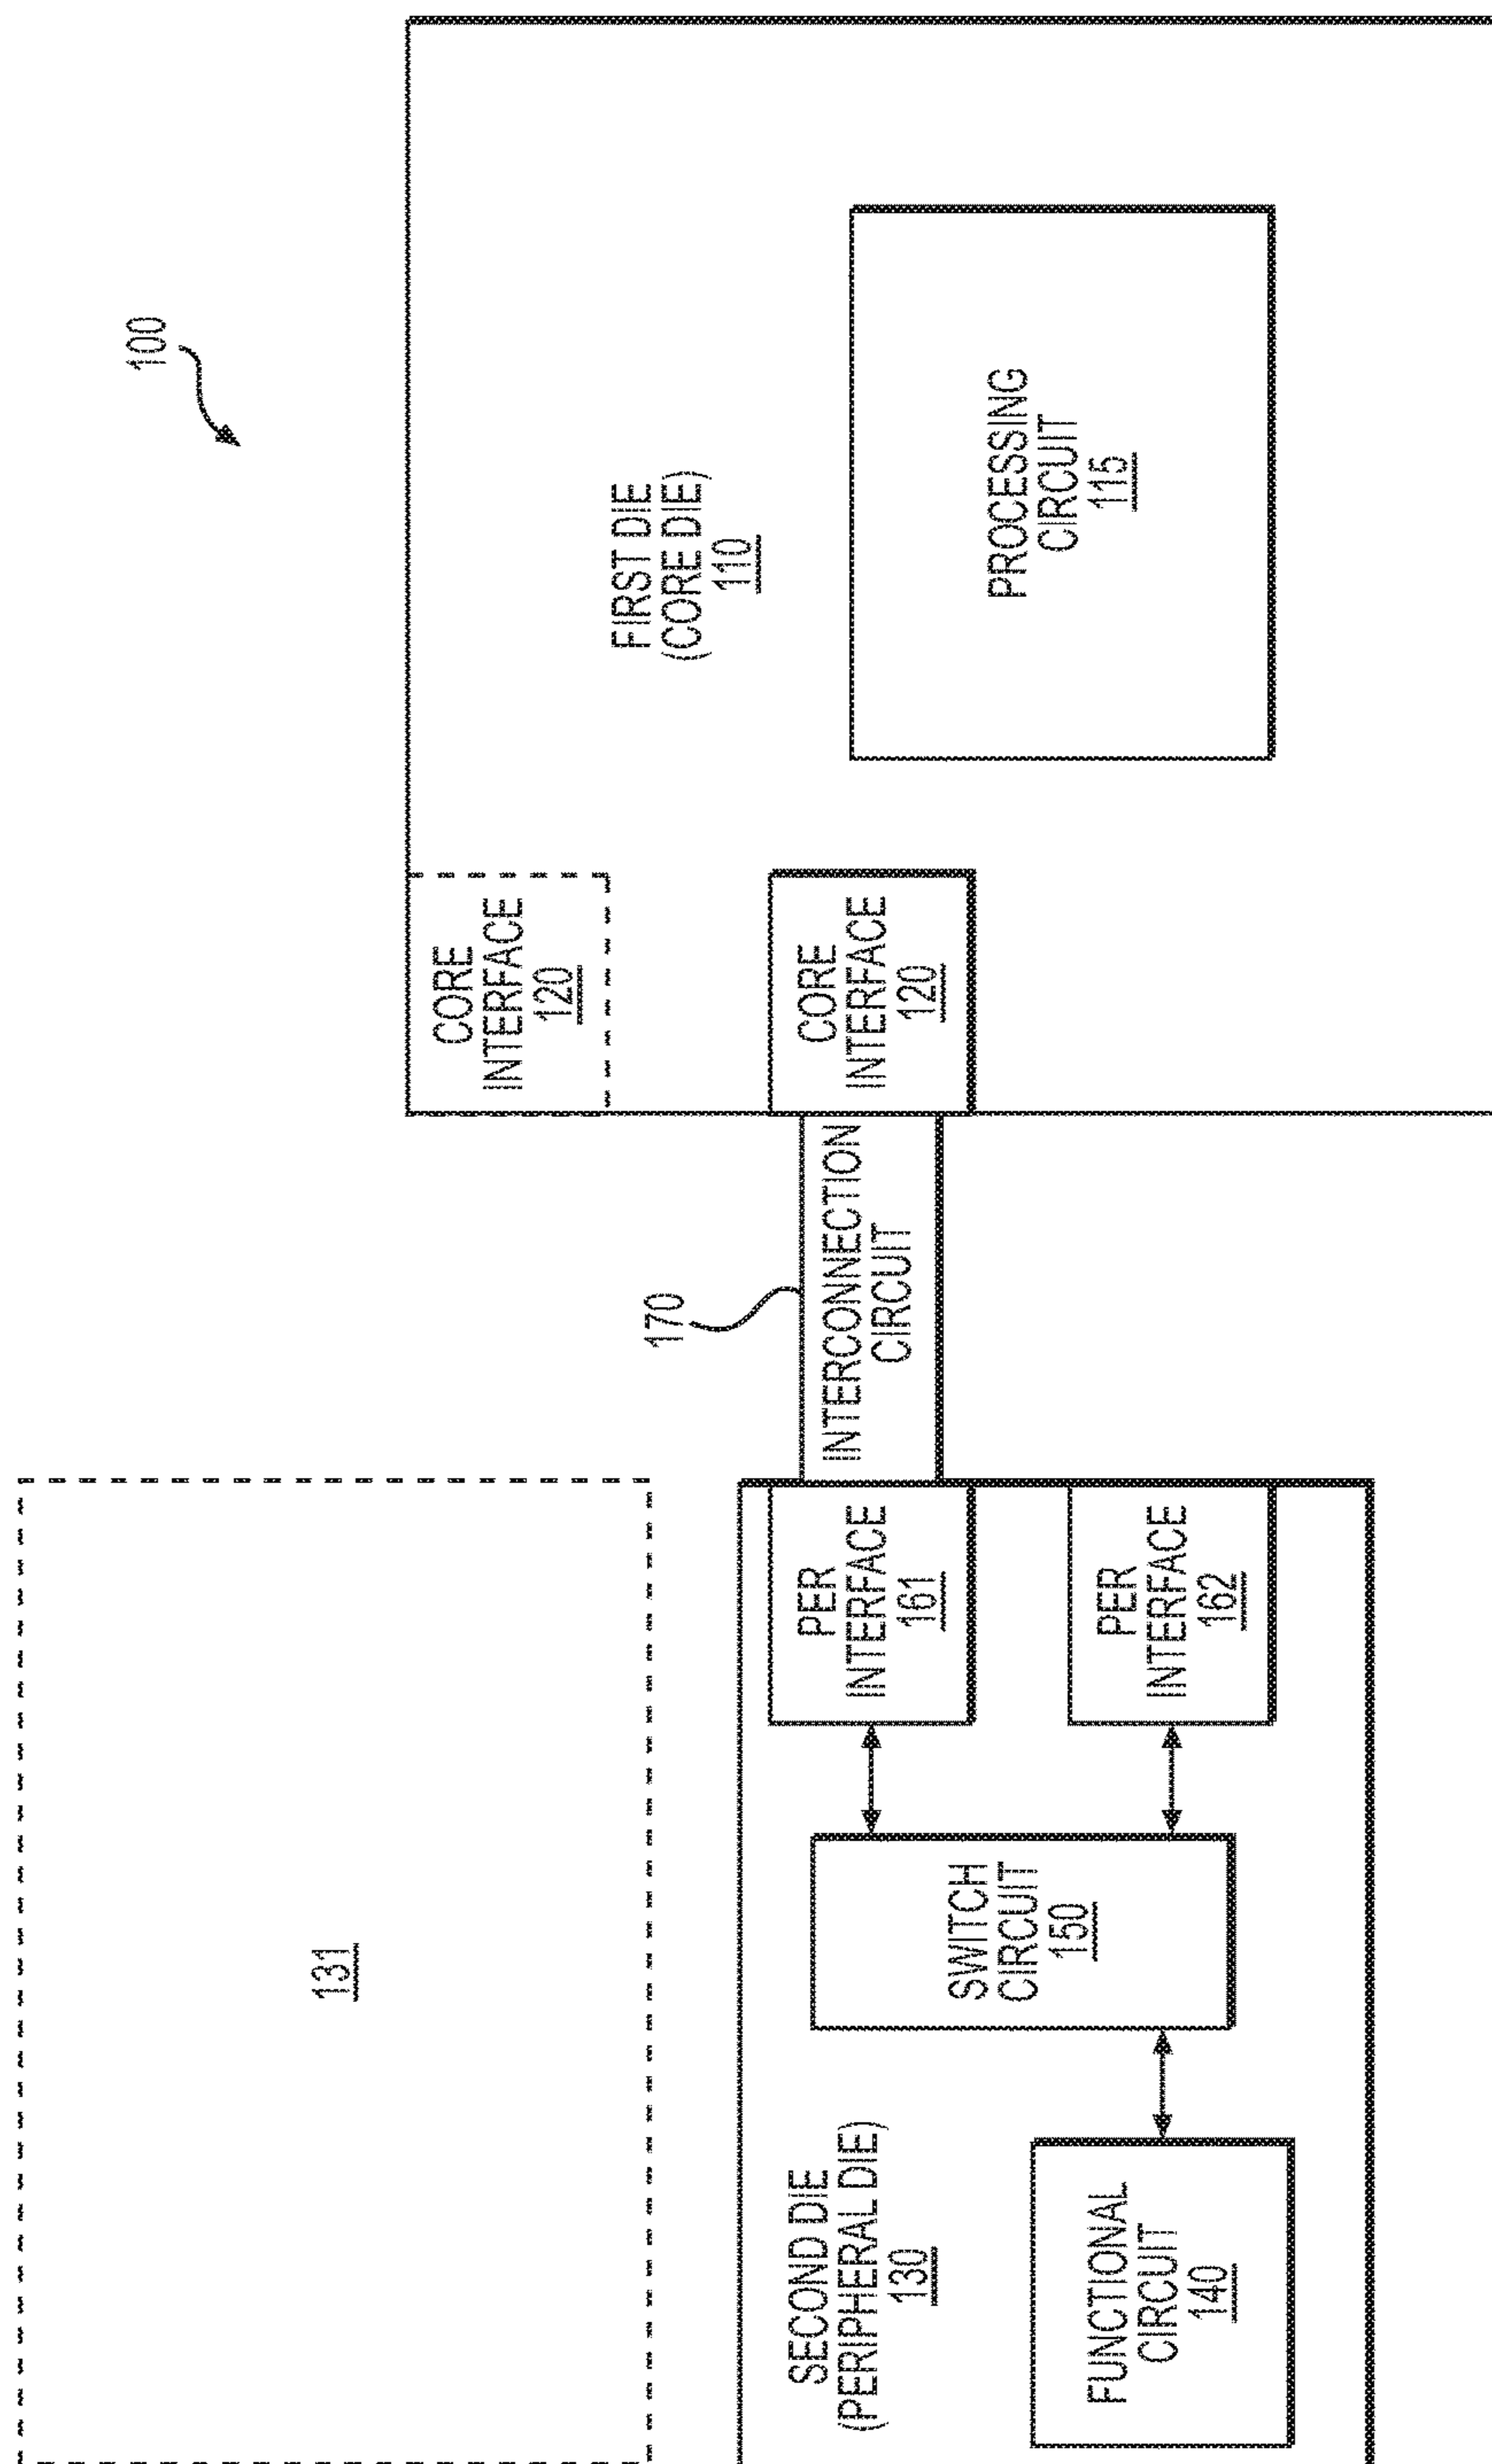 100
FIRST DIE
(CORE DIE)
110
PROCESSING
CIRCUIT
115
CORE
INTERFACE
120
CORE
INTERFACE
120
170
INTERCONNECTION
CIRCUIT
131
PER
INTERFACE
161
PER
INTERFACE
162
SWITCH
CIRCUIT
150
SECOND DIE
(PERIPHERAL DIE)
130
FUNCTIONAL
CIRCUIT
140